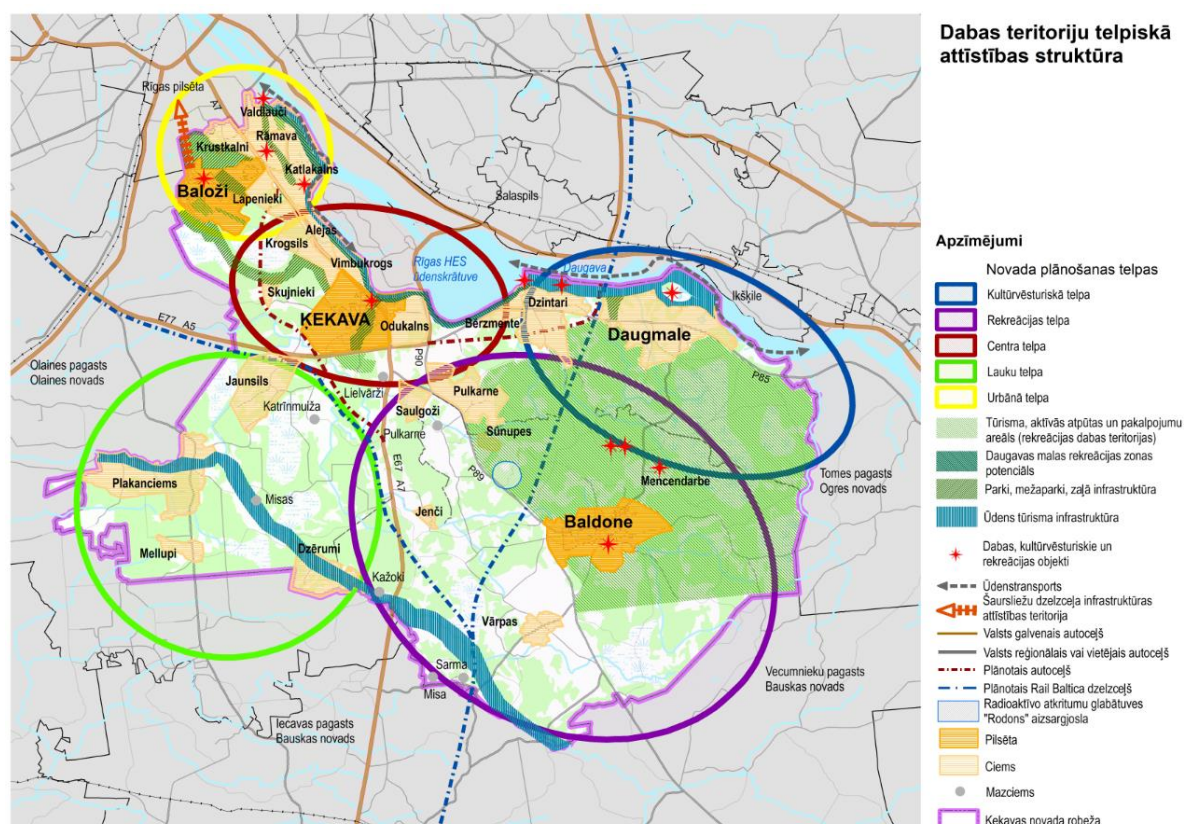 Dabas teritoriju telpiskā
attīstības struktūra
Rīgas pilsēta
Valdlauči
Rāmava
Krustkalni
Katlakalns
Baloži
Lapenieki
Salaspils
Alejas
Krogsils
Vimbukrogs
Rīgas HES
ūdenskrātuve
Daugava
Ikšķile
Skujnieki
Dzintari
ĶEKAVA
Odukalns
Bērzmente
Daugmale
E77 A5
P90
P85
Olaines pagasts
Olaines novads
Jaunsils
Lielvārži
Katrīnmuiža
Saulgoži
Pulkarne
Pulkarne
Sūnupes
E67 A7
P89
Mencendarbe
Tomes pagasts
Ogres novads
Plakanciems
Misas
Jenči
Baldone
Mellupi
Dzērumi
Kažoki
Vārpas
Sarma
Misa
Vecumnieku pagasts
Bauskas novads
Iecavas pagasts
Bauskas novads
Apzīmējumi
Novada plānošanas telpas
Kultūrvēsturiskā telpa
Rekreācijas telpa
Centra telpa
Lauku telpa
Urbānā telpa
Tūrisma, aktīvās atpūtas un pakalpojumu
areāls (rekreācijas dabas teritorijas)
Daugavas malas rekreācijas zonas
potenciāls
Parki, mežaparki, zaļā infrastruktūra
Ūdens tūrisma infrastruktūra
Dabas, kultūrvēsturiskie un
rekreācijas objekti
Ūdenstransports
Šaursliežu dzelzceļa infrastruktūras
attīstības teritorija
Valsts galvenais autoceļš
Valsts reģionālais vai vietējais autoceļš
Plānotais autoceļš
Plānotais Rail Baltica dzelzceļš
Radioaktīvo atkritumu glabātuves
"Rodons" aizsargjosla
Pilsēta
Ciems
Mazciems
Ķekavas novada robeža